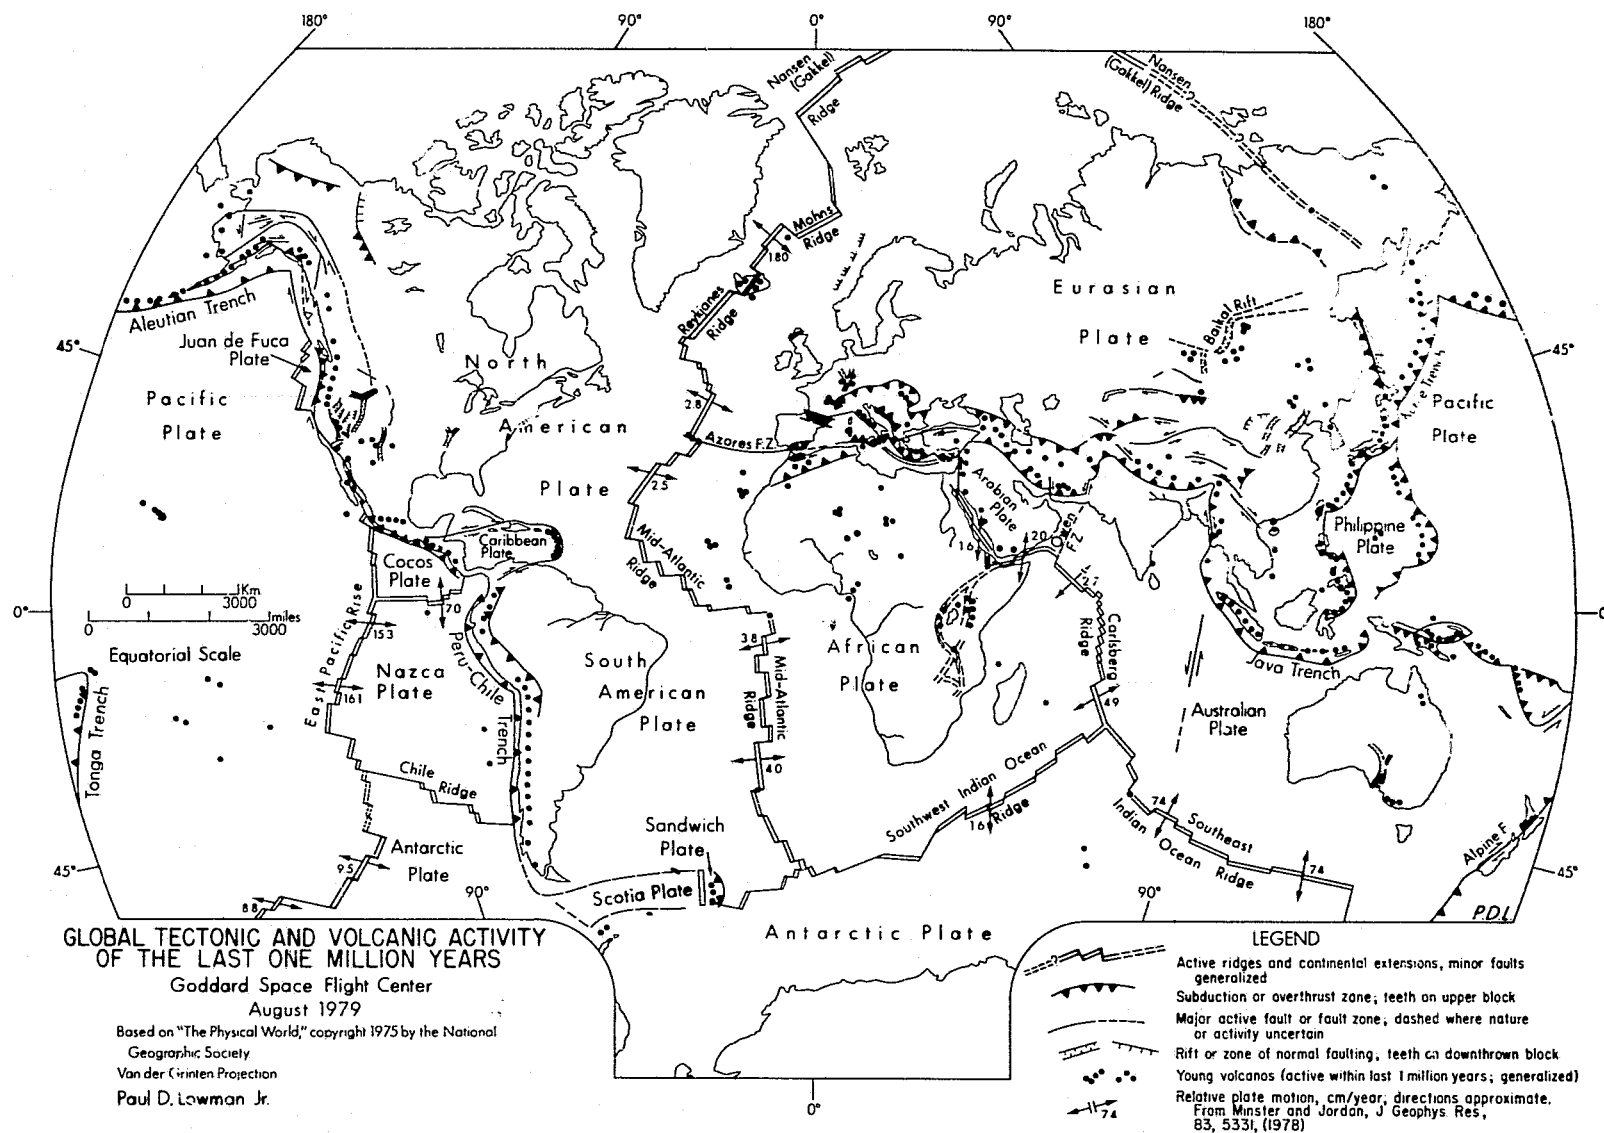 180°
90°
0°
90°
180°
Nansen
(Gakkel)
Ridge
Nansen
(Gakkel) Ridge
Mohns
Ridge
180
Reykjanes
Ridge
Aleutian Trench
Juan de Fuca
Plate
45°
45°
Eurasian
Plate
Baikal Rift
North
American
Plate
Pacific
Plate
Pacific
Plate
2.8
Azores F.Z.
2.5
Mid-Atlantic
Ridge
Arabian
Plate
Owen
F.Z.
20
16
2.7
Philippine
Plate
Caribbean
Plate
Cocos
Plate
70
Km
0
3000
miles
0
3000
Equatorial Scale
0°
0
East Pacific Rise
153
161
Nazca
Plate
Peru-Chile
Trench
South
American
Plate
38
Mid-Atlantic
Ridge
40
African
Plate
Carlsberg
Ridge
49
Java Trench
Australian
Plate
Tonga Trench
Chile
Ridge
Southwest Indian Ocean
Ridge
16
74
Southeast
Indian Ocean Ridge
74
Alpine F.
Sandwich
Plate
Antarctic
Plate
95
88
45°
45°
90°
90°
Scotia Plate
P.D.L.
Antarctic Plate
0°
GLOBAL TECTONIC AND VOLCANIC ACTIVITY
OF THE LAST ONE MILLION YEARS
Goddard Space Flight Center
August 1979
Based on "The Physical World," copyright 1975 by the National
Geographic Society
Van der Grinten Projection
Paul D. Lowman Jr.
LEGEND
Active ridges and continental extensions, minor faults
generalized
Subduction or overthrust zone; teeth on upper block
Major active fault or fault zone; dashed where nature
or activity uncertain
Rift or zone of normal faulting, teeth on downthrown block
Young volcanos (active within last 1 million years; generalized)
74
Relative plate motion, cm/year; directions approximate.
From Minster and Jordan, J Geophys Res,
83, 5331, (1978)